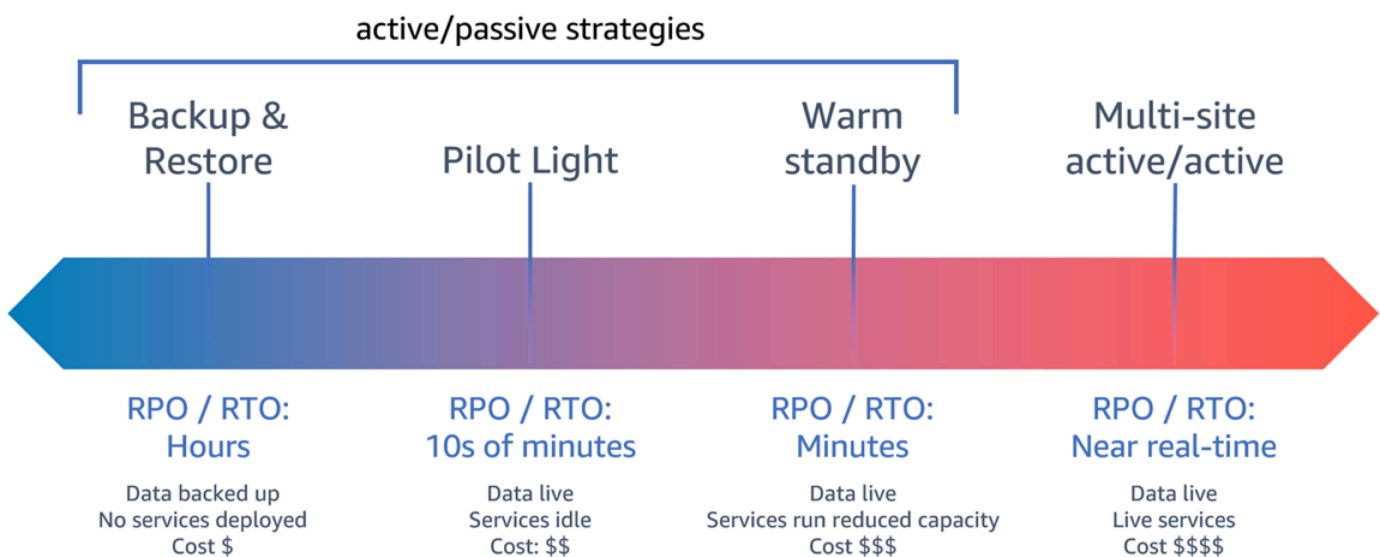 active/passive strategies
Backup &
Restore
Pilot Light
Warm
standby
Multi-site
active/active
RPO / RTO:
Hours
RPO / RTO:
10s of minutes
RPO / RTO:
Minutes
RPO / RTO:
Near real-time
Data backed up
No services deployed
Cost $
Data live
Services idle
Cost: $$
Data live
Services run reduced capacity
Cost $$$
Data live
Live services
Cost $$$$